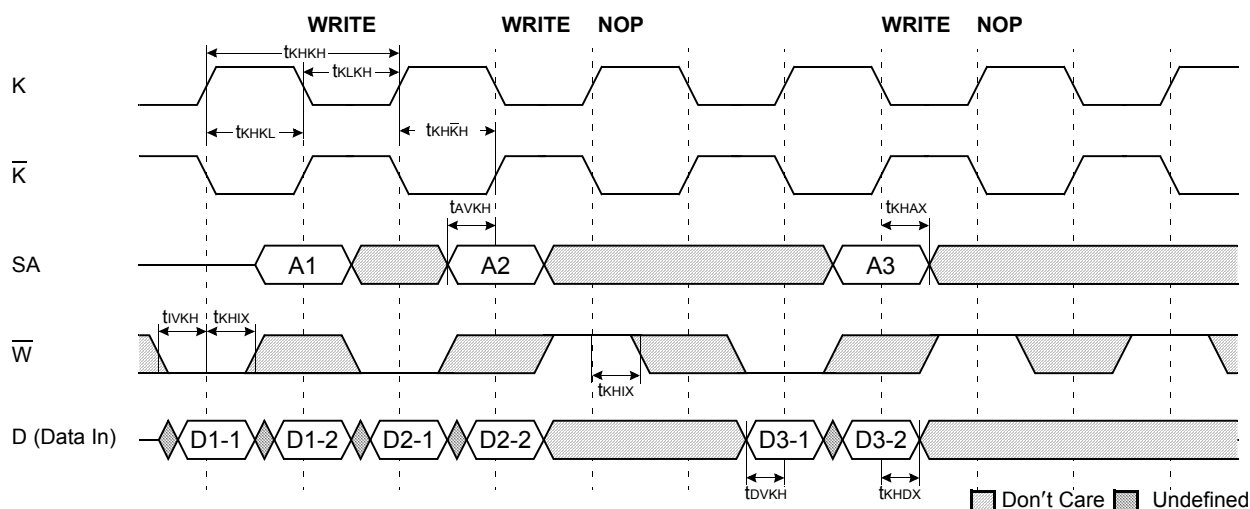 WRITE WRITE NOP WRITE NOP
tKHKH
K tKLKH
tKHKL tKHK̅H
K̅
tAVKH tKHAX
SA A1 A2 A3
tIVKH tKHIX
W̅
tKHIX
D (Data In) D1-1 D1-2 D2-1 D2-2 D3-1 D3-2
tDVKH tKHDX
Don′t Care Undefined